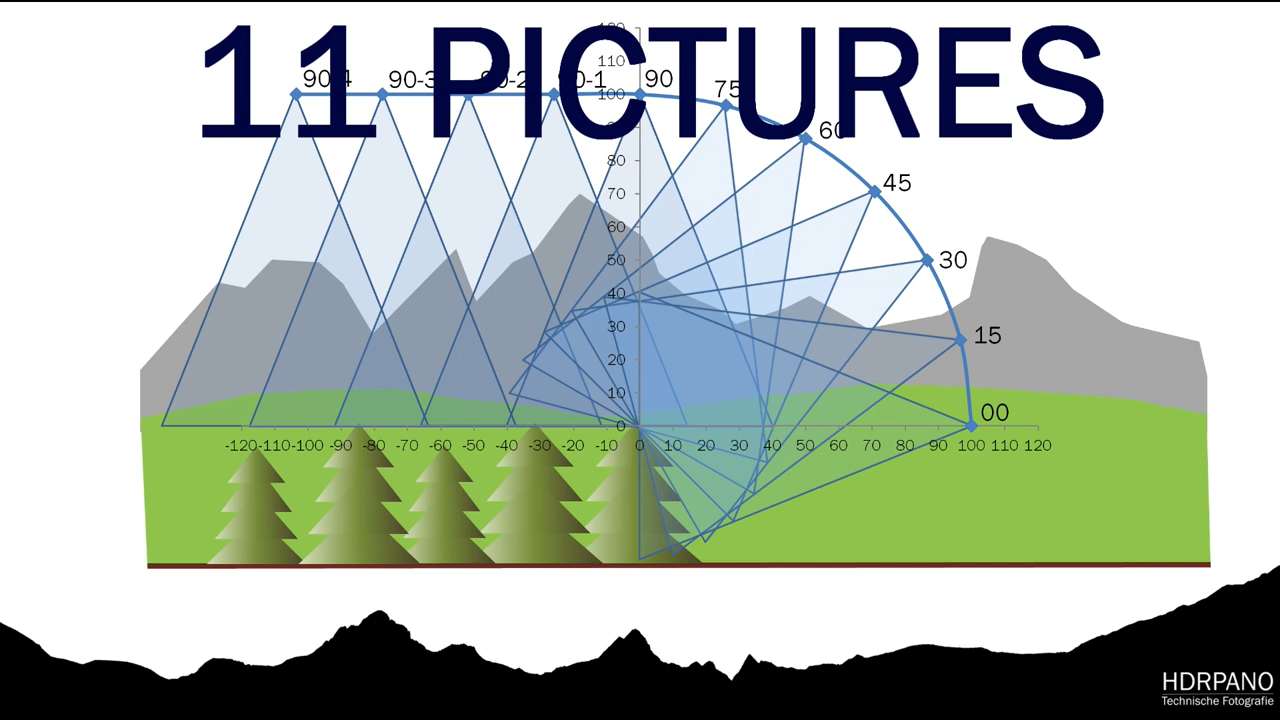 11 PICTURES
120
110
90-4 90-3 90-2 90-1 100 90 75
60
80
70 45
60
50 30
40
30 15
20
10
0 00
-120 -110 -100 -90 -80 -70 -60 -50 -40 -30 -20 -10 0 10 20 30 40 50 60 70 80 90 100 110 120
HDRPANO
Technische Fotografie